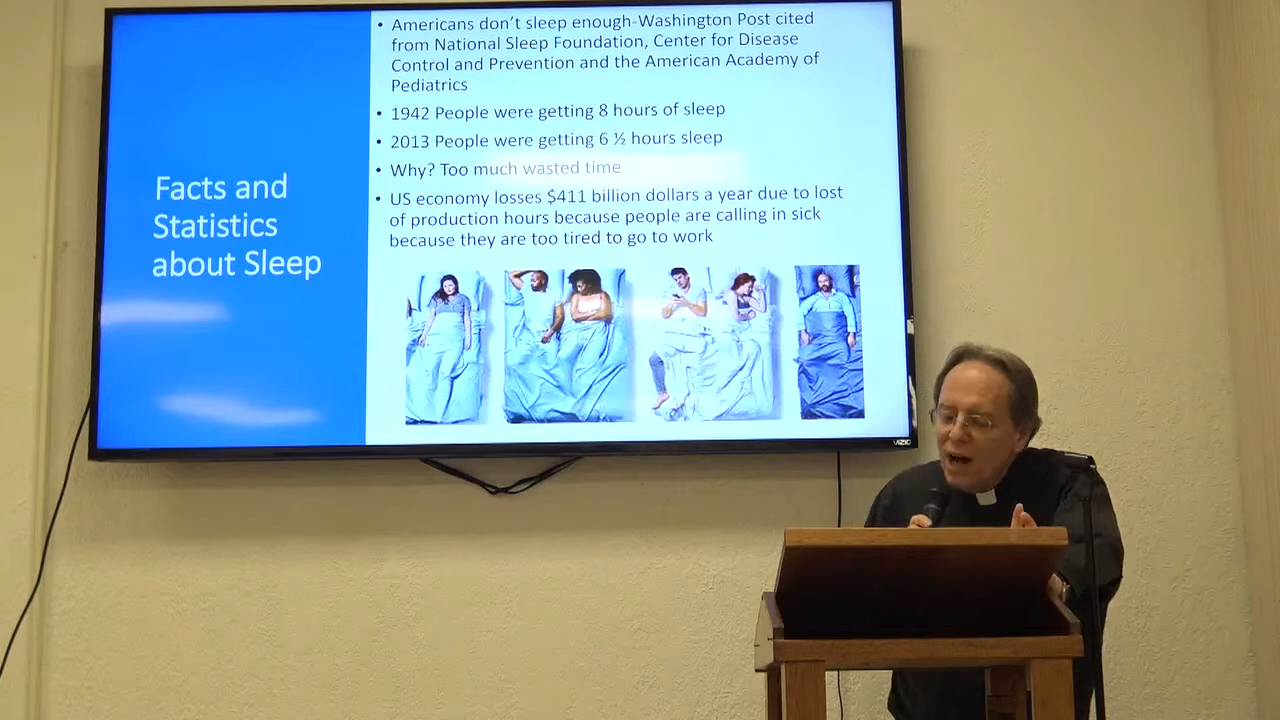 Facts and
Statistics
about Sleep
• Americans don't sleep enough-Washington Post cited
from National Sleep Foundation, Center for Disease
Control and Prevention and the American Academy of
Pediatrics
• 1942 People were getting 8 hours of sleep
• 2013 People were getting 6 ½ hours sleep
• Why? Too much wasted time
• US economy losses $411 billion dollars a year due to lost
of production hours because people are calling in sick
because they are too tired to go to work
VIZIO